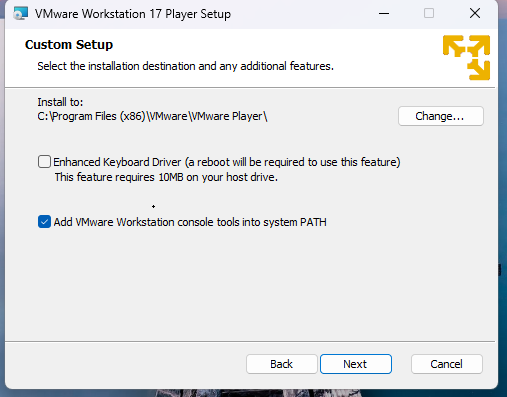 VMware Workstation 17 Player Setup
Custom Setup
Select the installation destination and any additional features.
Install to:
C:\Program Files (x86)\VMware\VMware Player\
Change...
Enhanced Keyboard Driver (a reboot will be required to use this feature)
This feature requires 10MB on your host drive.
Add VMware Workstation console tools into system PATH
Back
Next
Cancel